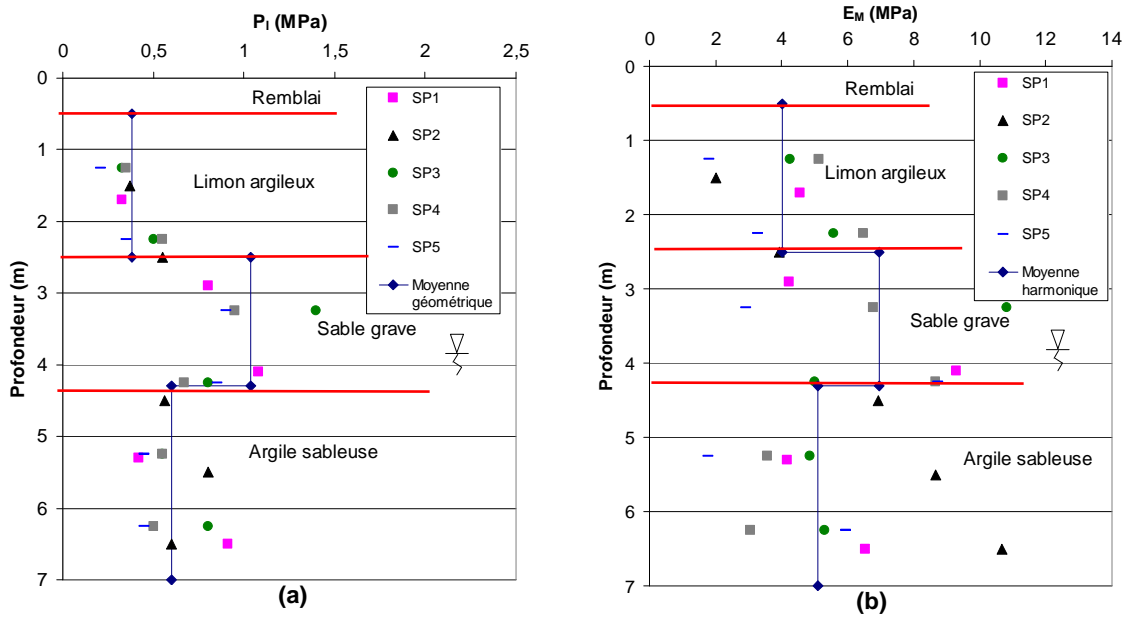 P_l (MPa)
0
0,5
1
1,5
2
2,5
0
1
2
3
4
5
6
7
Profondeur (m)
Remblai
Limon argileux
Sable grave
Argile sableuse
SP1
SP2
SP3
SP4
SP5
Moyenne
géométrique
(a)
E_M (MPa)
0
2
4
6
8
10
12
14
0
1
2
3
4
5
6
7
Profondeur (m)
Remblai
Limon argileux
Sable grave
Argile sableuse
SP1
SP2
SP3
SP4
SP5
Moyenne
harmonique
(b)